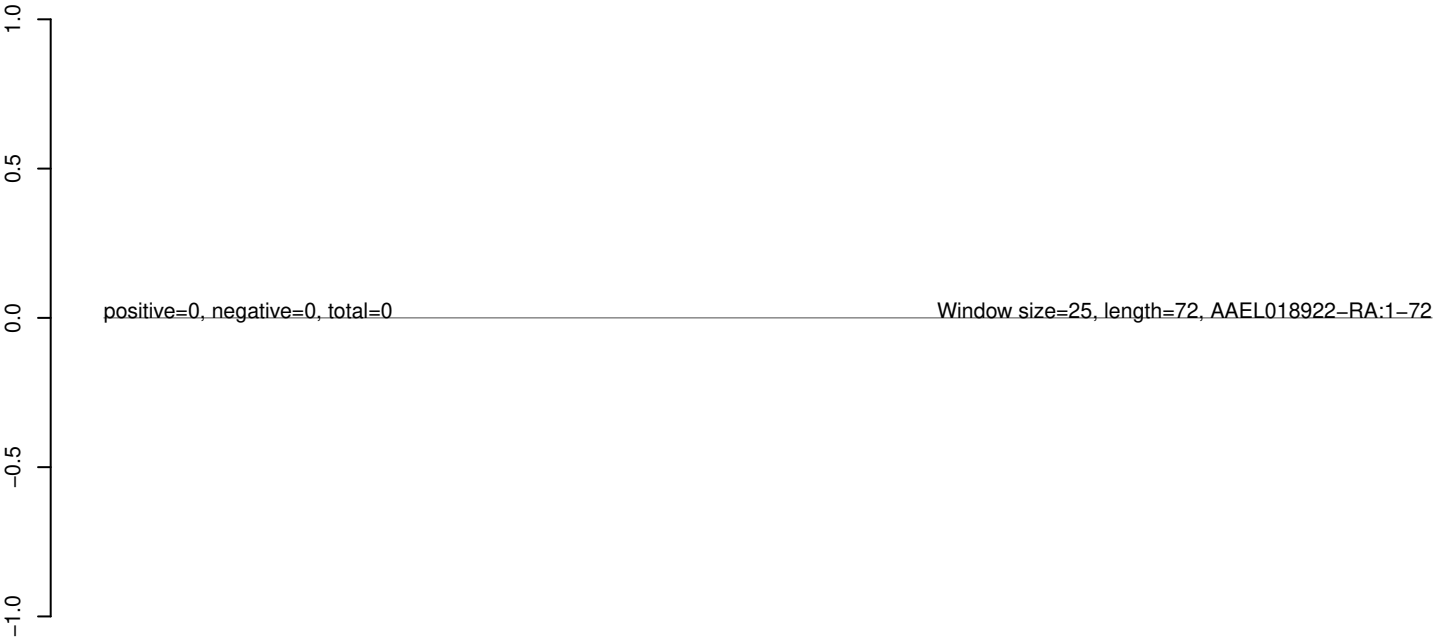 1.0
0.5
0.0
−0.5
−1.0
positive=0, negative=0, total=0
Window size=25, length=72, AAEL018922−RA:1−72